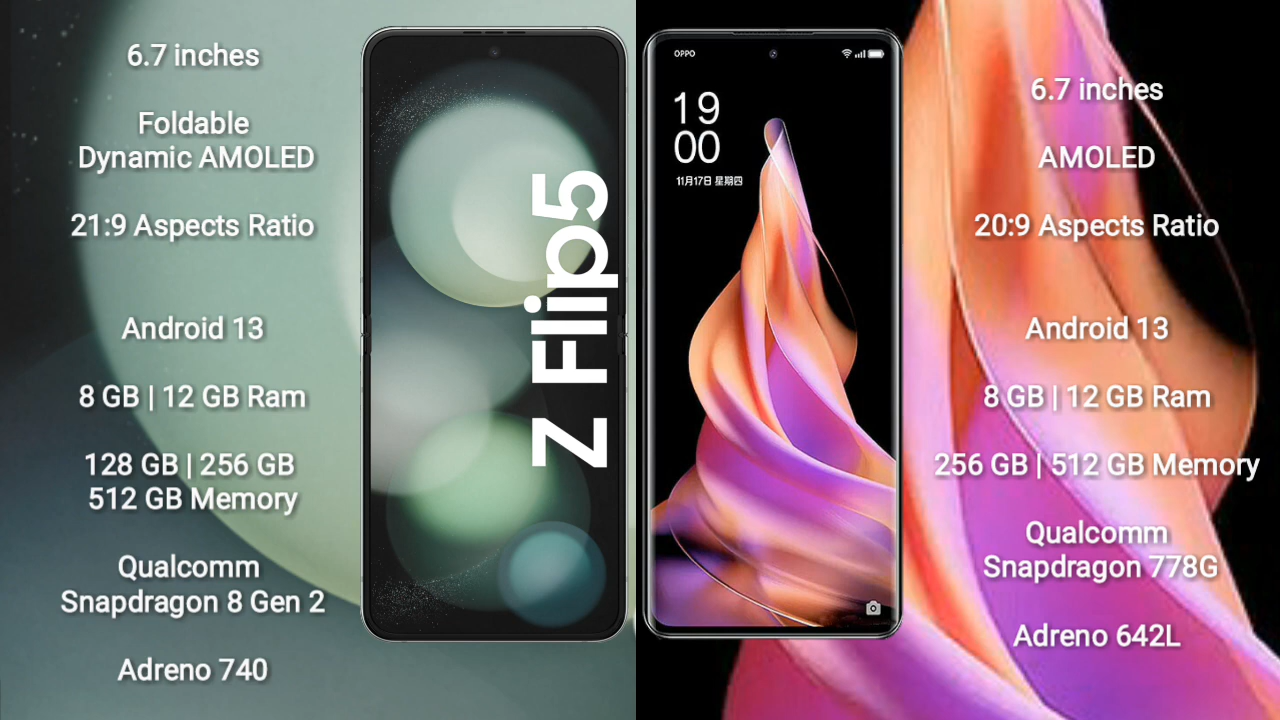 6.7 inches
Foldable
Dynamic AMOLED
21:9 Aspects Ratio
Android 13
8 GB | 12 GB Ram
128 GB | 256 GB
512 GB Memory
Qualcomm
Snapdragon 8 Gen 2
Adreno 740
Z Flip5
OPPO
19
00
11月17日 星期四
6.7 inches
AMOLED
20:9 Aspects Ratio
Android 13
8 GB | 12 GB Ram
256 GB | 512 GB Memory
Qualcomm
Snapdragon 778G
Adreno 642L